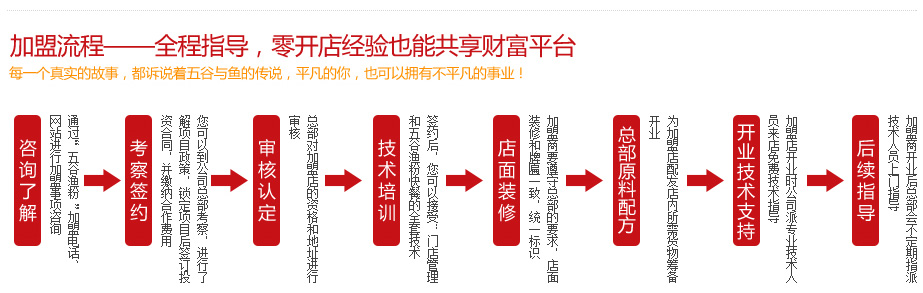 加盟流程——全程指导，零开店经验也能共享财富平台
每一个真实的故事，都诉说着五谷与鱼的传说，平凡的你，也可以拥有不平凡的事业！
咨询了解
通过“五谷渔粉”加盟电话、
网站进行加盟事项咨询
考察签约
您可以到公司总部考察，进行了
解项目政策，锁定项目后签订投
资合同，并缴纳合作费用
审核认定
总部对加盟店的资格和地址进行
审核
技术培训
签约后，您可以接受：门店管理
和五谷渔粉快餐的全套技术
店面装修
加盟商要遵守总部的要求，店面
装修和牌匾一致，统一标识
总部原料配方
为加盟店配发店内所需货物筹备
开业
开业技术支持
加盟店开业时公司派专业技术人
员来店免费技术指导
后续指导
加盟商开业后总部会不定期指派
技术人员上门指导